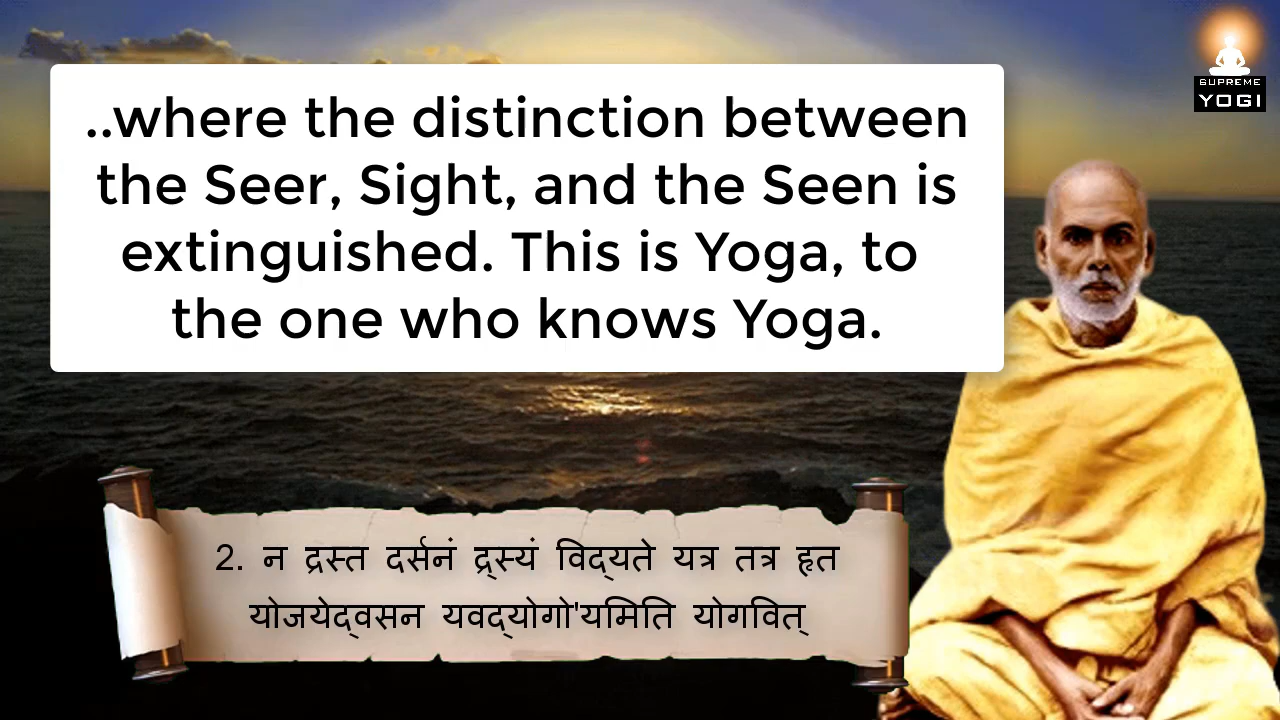 ..where the distinction between
the Seer, Sight, and the Seen is
extinguished. This is Yoga, to
the one who knows Yoga.
SUPREME
YOGI
2. न द्रस्त दर्सनं द्र्स्यं विद्यते यत्र तत्र हृत
योजयेद्वसन यवद्योगो'यमिति योगवित्